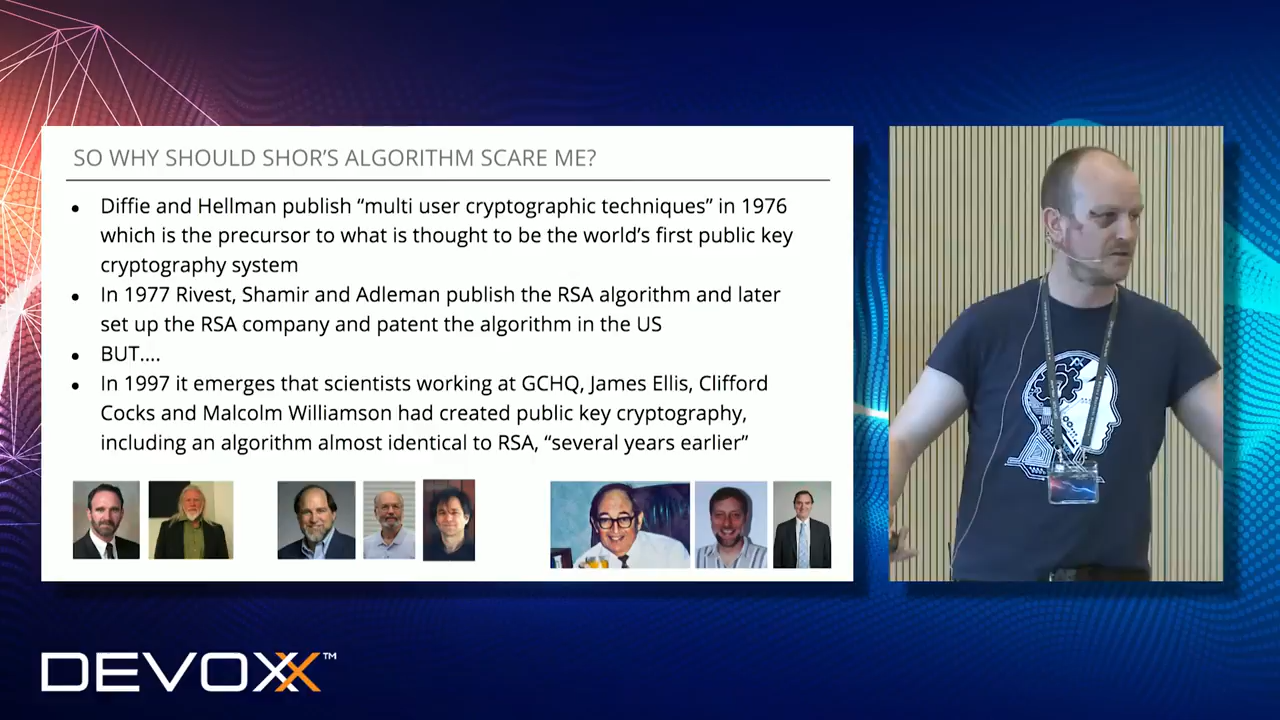 SO WHY SHOULD SHOR’S ALGORITHM SCARE ME?
● Diffie and Hellman publish “multi user cryptographic techniques” in 1976
which is the precursor to what is thought to be the world’s first public key
cryptography system
● In 1977 Rivest, Shamir and Adleman publish the RSA algorithm and later
set up the RSA company and patent the algorithm in the US
● BUT....
● In 1997 it emerges that scientists working at GCHQ, James Ellis, Clifford
Cocks and Malcolm Williamson had created public key cryptography,
including an algorithm almost identical to RSA, “several years earlier”
DEVOXX™